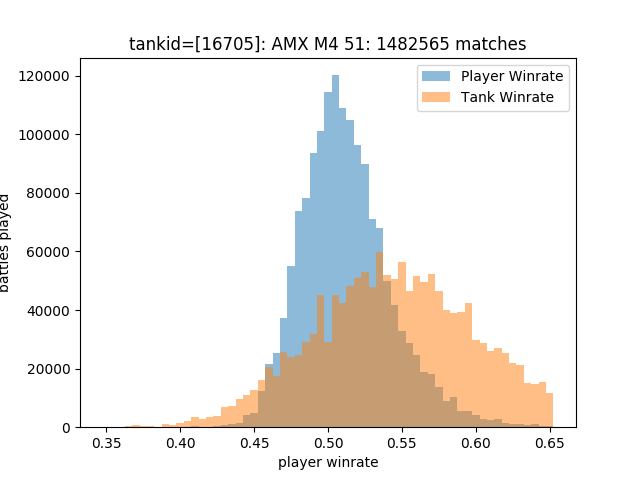 tankid=[16705]: AMX M4 51: 1482565 matches
Player Winrate
Tank Winrate
120000
100000
80000
60000
40000
20000
0
battles played
0.35 0.40 0.45 0.50 0.55 0.60 0.65
player winrate